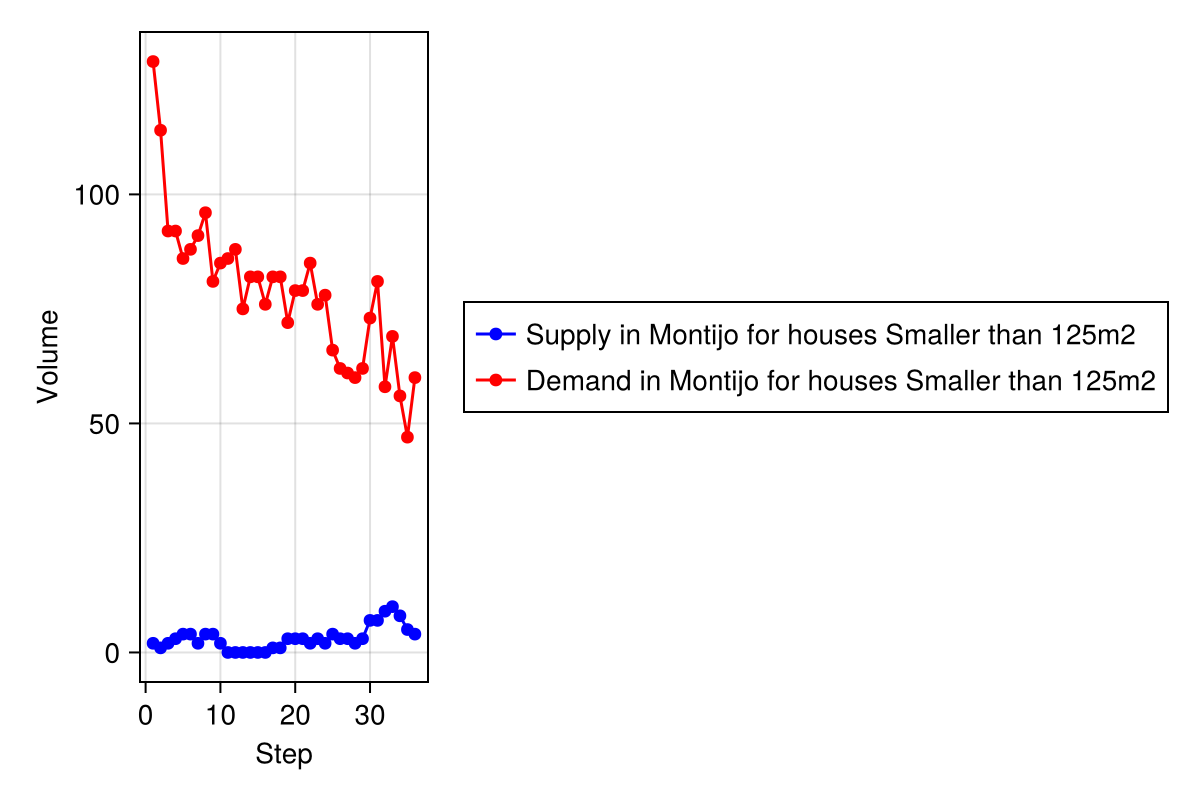 100
50
0
Volume
0 10 20 30
Step
Supply in Montijo for houses Smaller than 125m2
Demand in Montijo for houses Smaller than 125m2